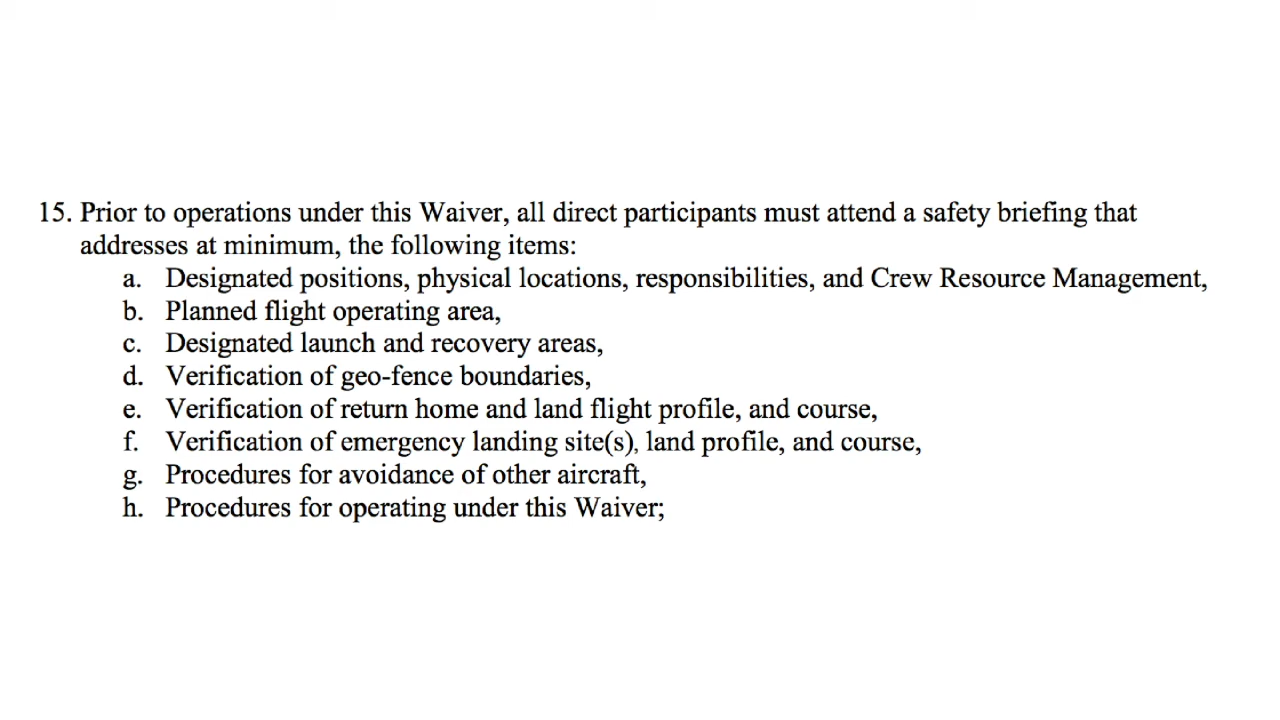 15. Prior to operations under this Waiver, all direct participants must attend a safety briefing that
addresses at minimum, the following items:
a. Designated positions, physical locations, responsibilities, and Crew Resource Management,
b. Planned flight operating area,
c. Designated launch and recovery areas,
d. Verification of geo-fence boundaries,
e. Verification of return home and land flight profile, and course,
f. Verification of emergency landing site(s), land profile, and course,
g. Procedures for avoidance of other aircraft,
h. Procedures for operating under this Waiver;